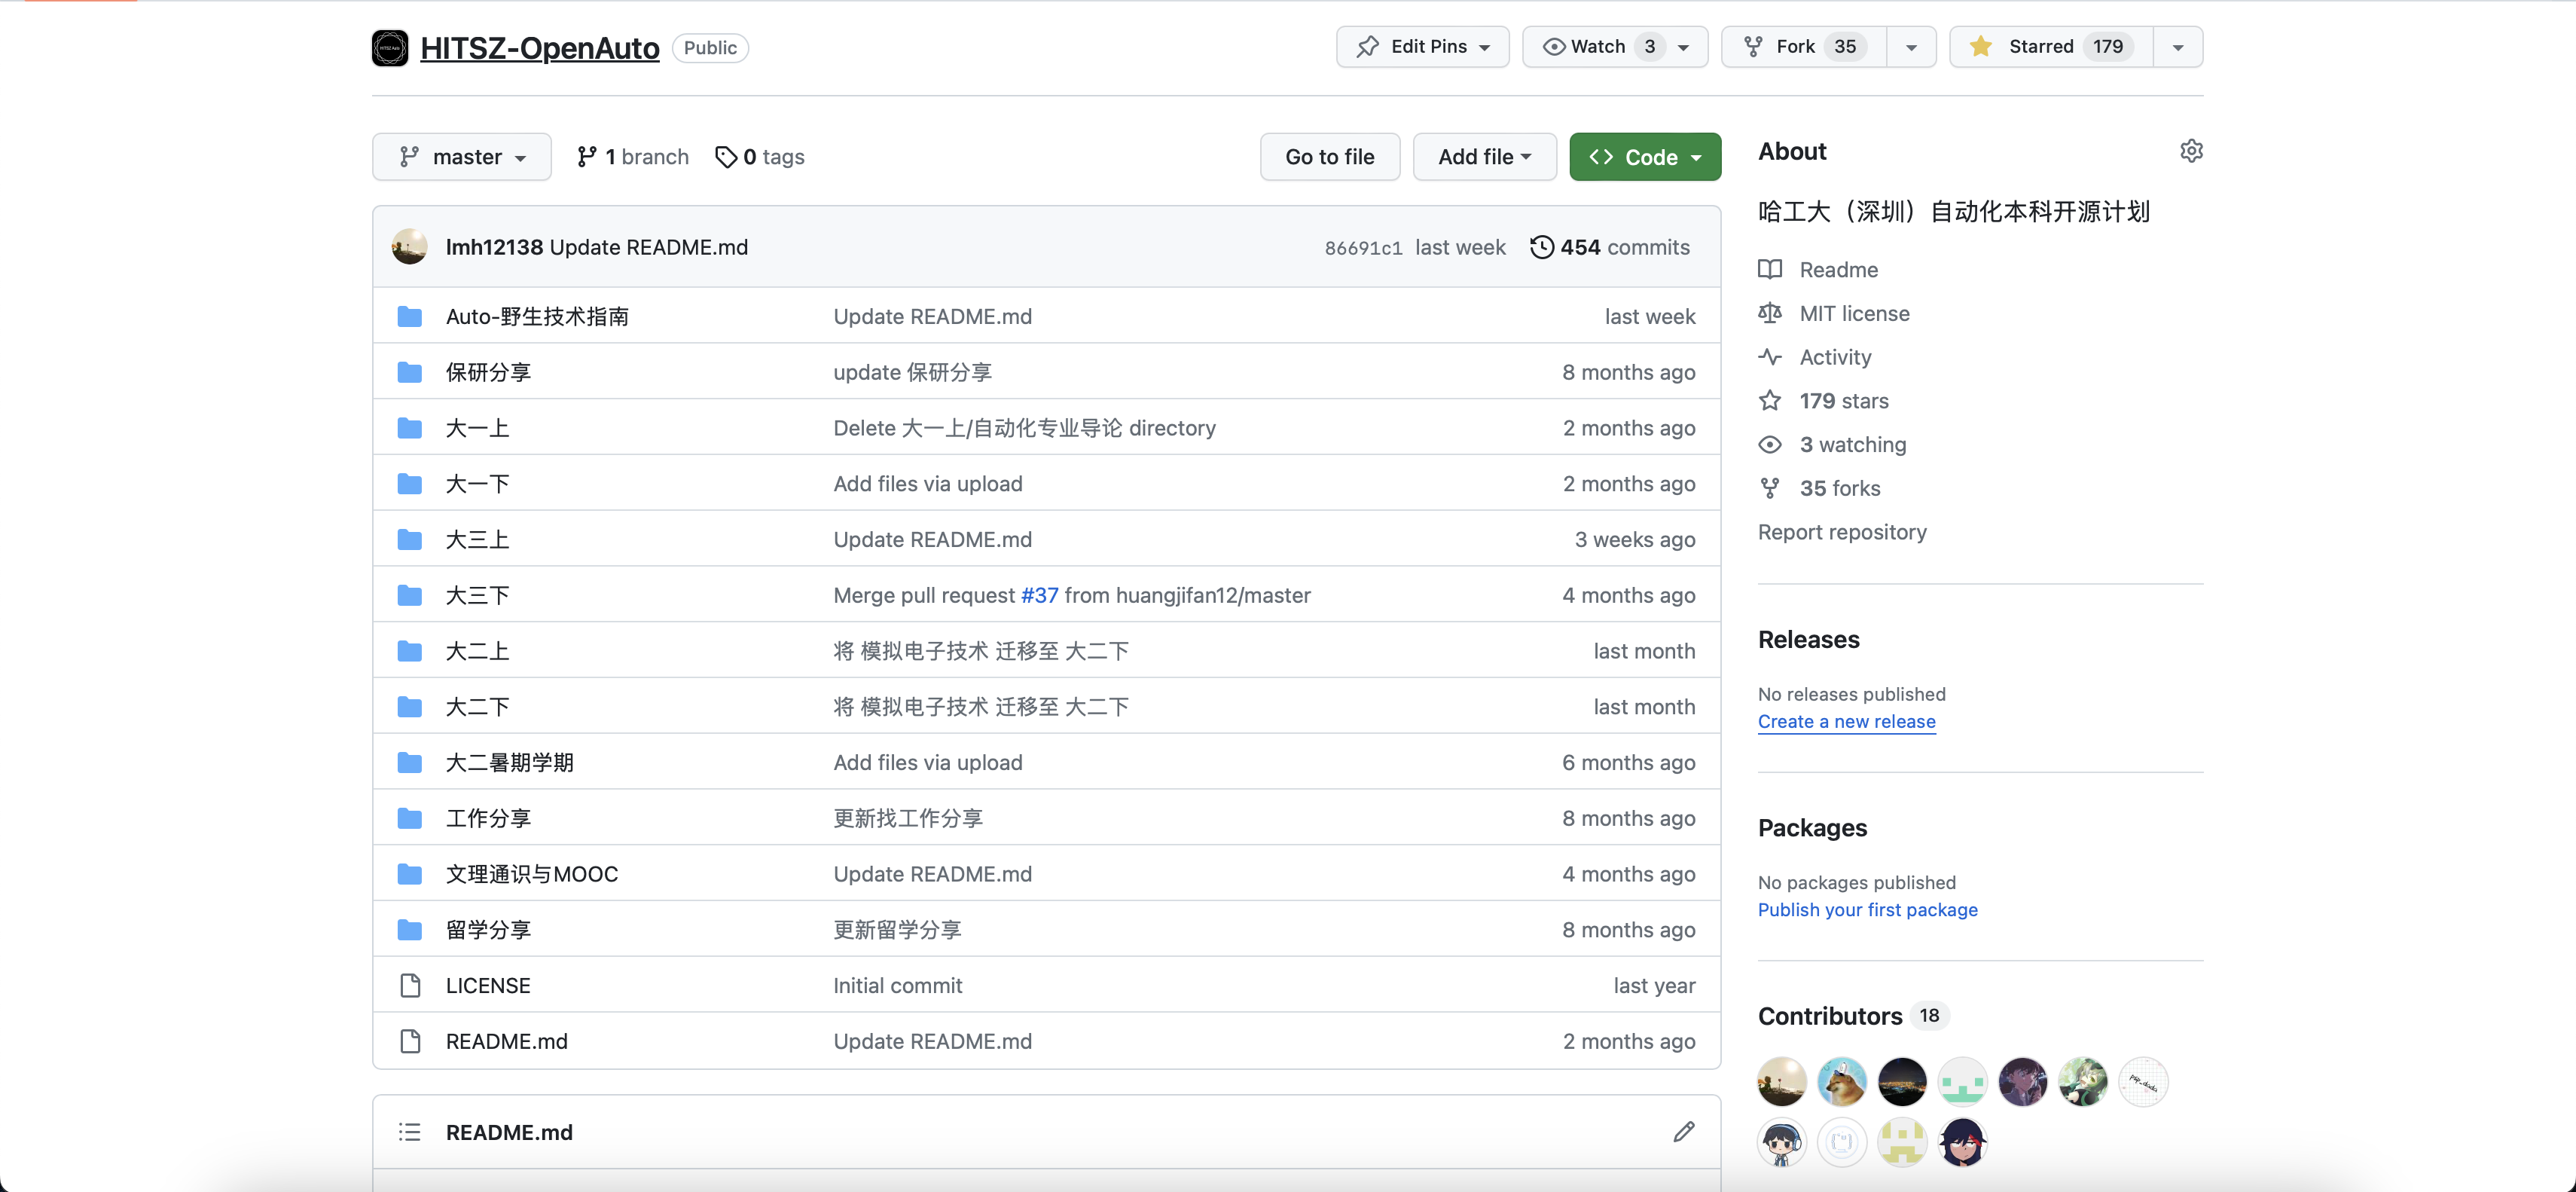 HITSZ-OpenAuto Public
Edit Pins Watch 3 Fork 35 Starred 179
master 1 branch 0 tags Go to file Add file Code
lmh12138 Update README.md 86691c1 last week 454 commits
Auto-野生技术指南 Update README.md last week
保研分享 update 保研分享 8 months ago
大一上 Delete 大一上/自动化专业导论 directory 2 months ago
大一下 Add files via upload 2 months ago
大三上 Update README.md 3 weeks ago
大三下 Merge pull request #37 from huangjifan12/master 4 months ago
大二上 将 模拟电子技术 迁移至 大二下 last month
大二下 将 模拟电子技术 迁移至 大二下 last month
大二暑期学期 Add files via upload 6 months ago
工作分享 更新找工作分享 8 months ago
文理通识与MOOC Update README.md 4 months ago
留学分享 更新留学分享 8 months ago
LICENSE Initial commit last year
README.md Update README.md 2 months ago
README.md
About
哈工大（深圳）自动化本科开源计划
Readme
MIT license
Activity
179 stars
3 watching
35 forks
Report repository
Releases
No releases published
Create a new release
Packages
No packages published
Publish your first package
Contributors 18